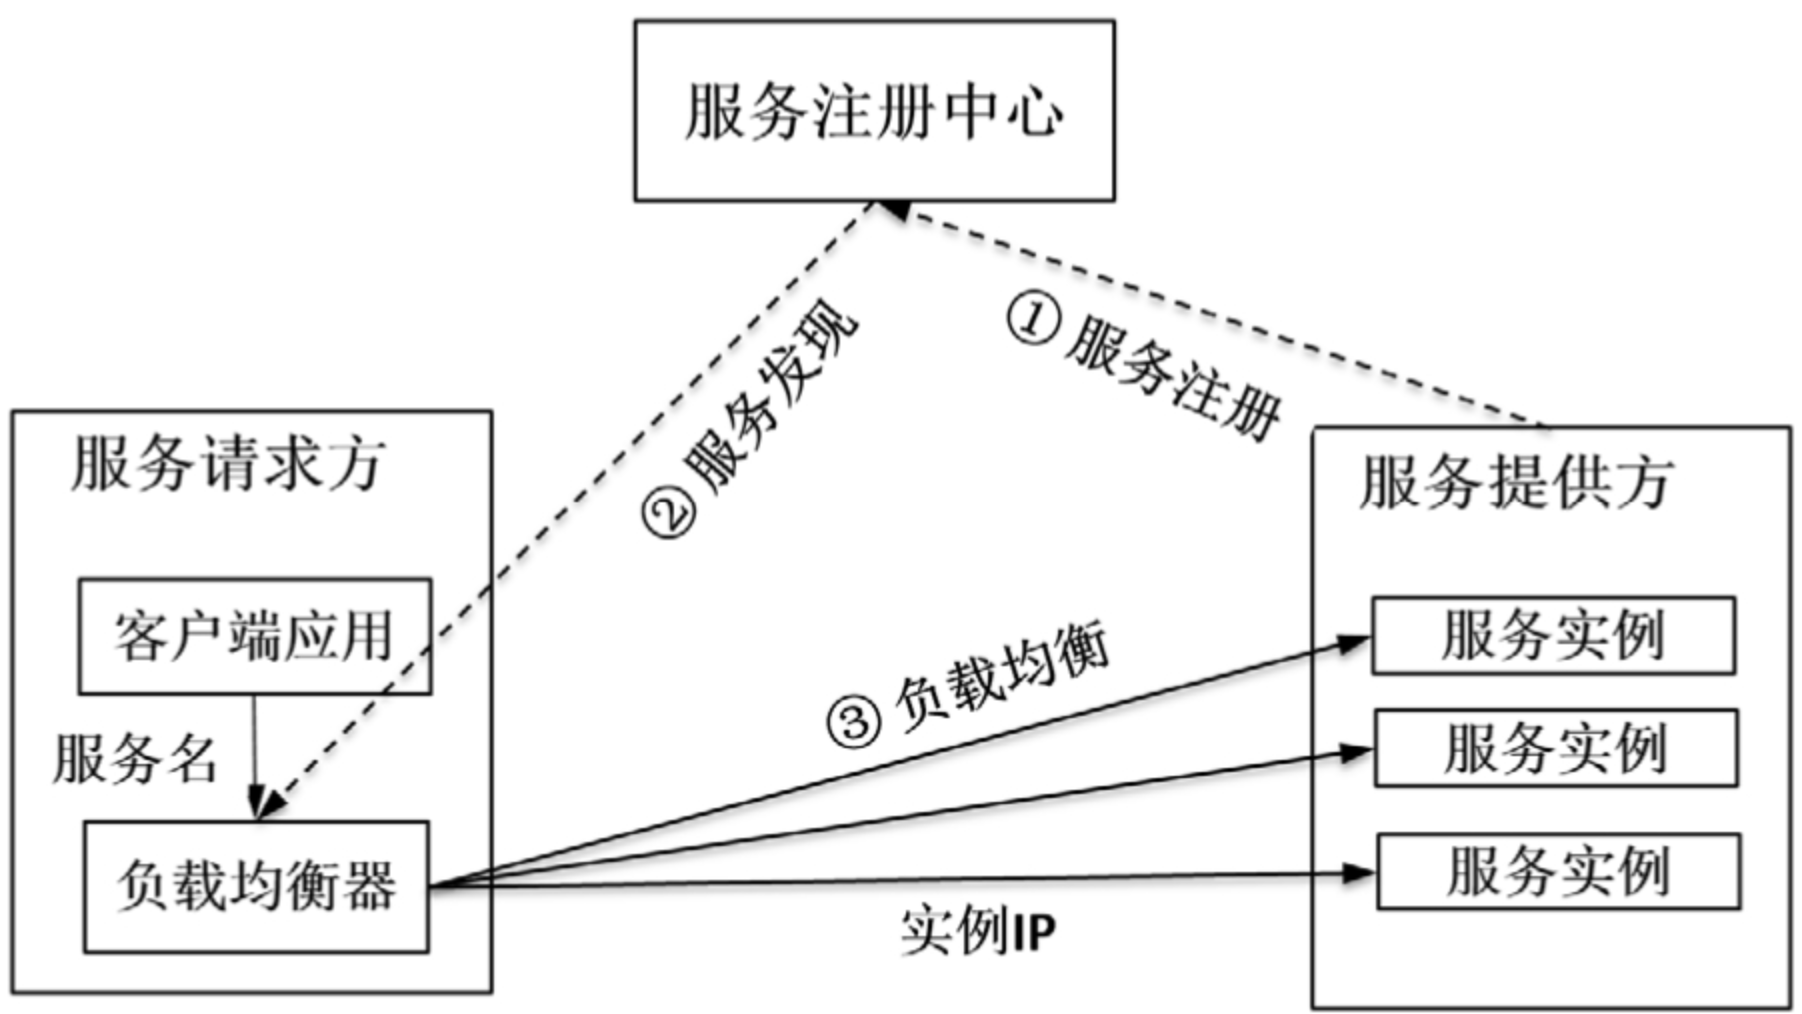 服务注册中心
① 服务注册
② 服务发现
服务请求方
客户端应用
服务名
负载均衡器
③ 负载均衡
实例IP
服务提供方
服务实例
服务实例
服务实例